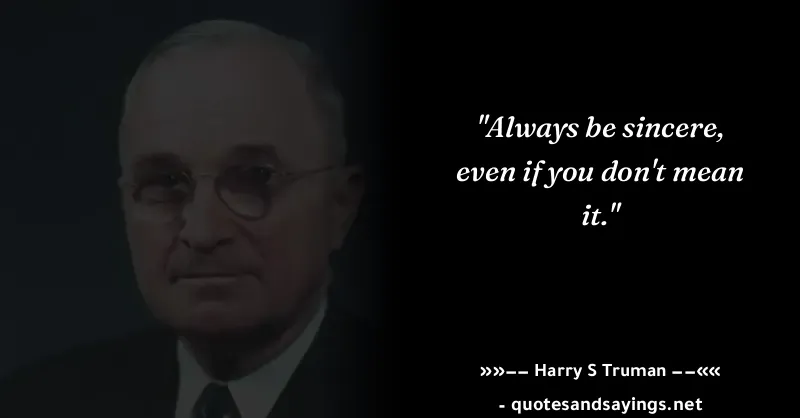 "Always be sincere,
even if you don't mean
it."
»»−− Harry S Truman −−««
- quotesandsayings.net